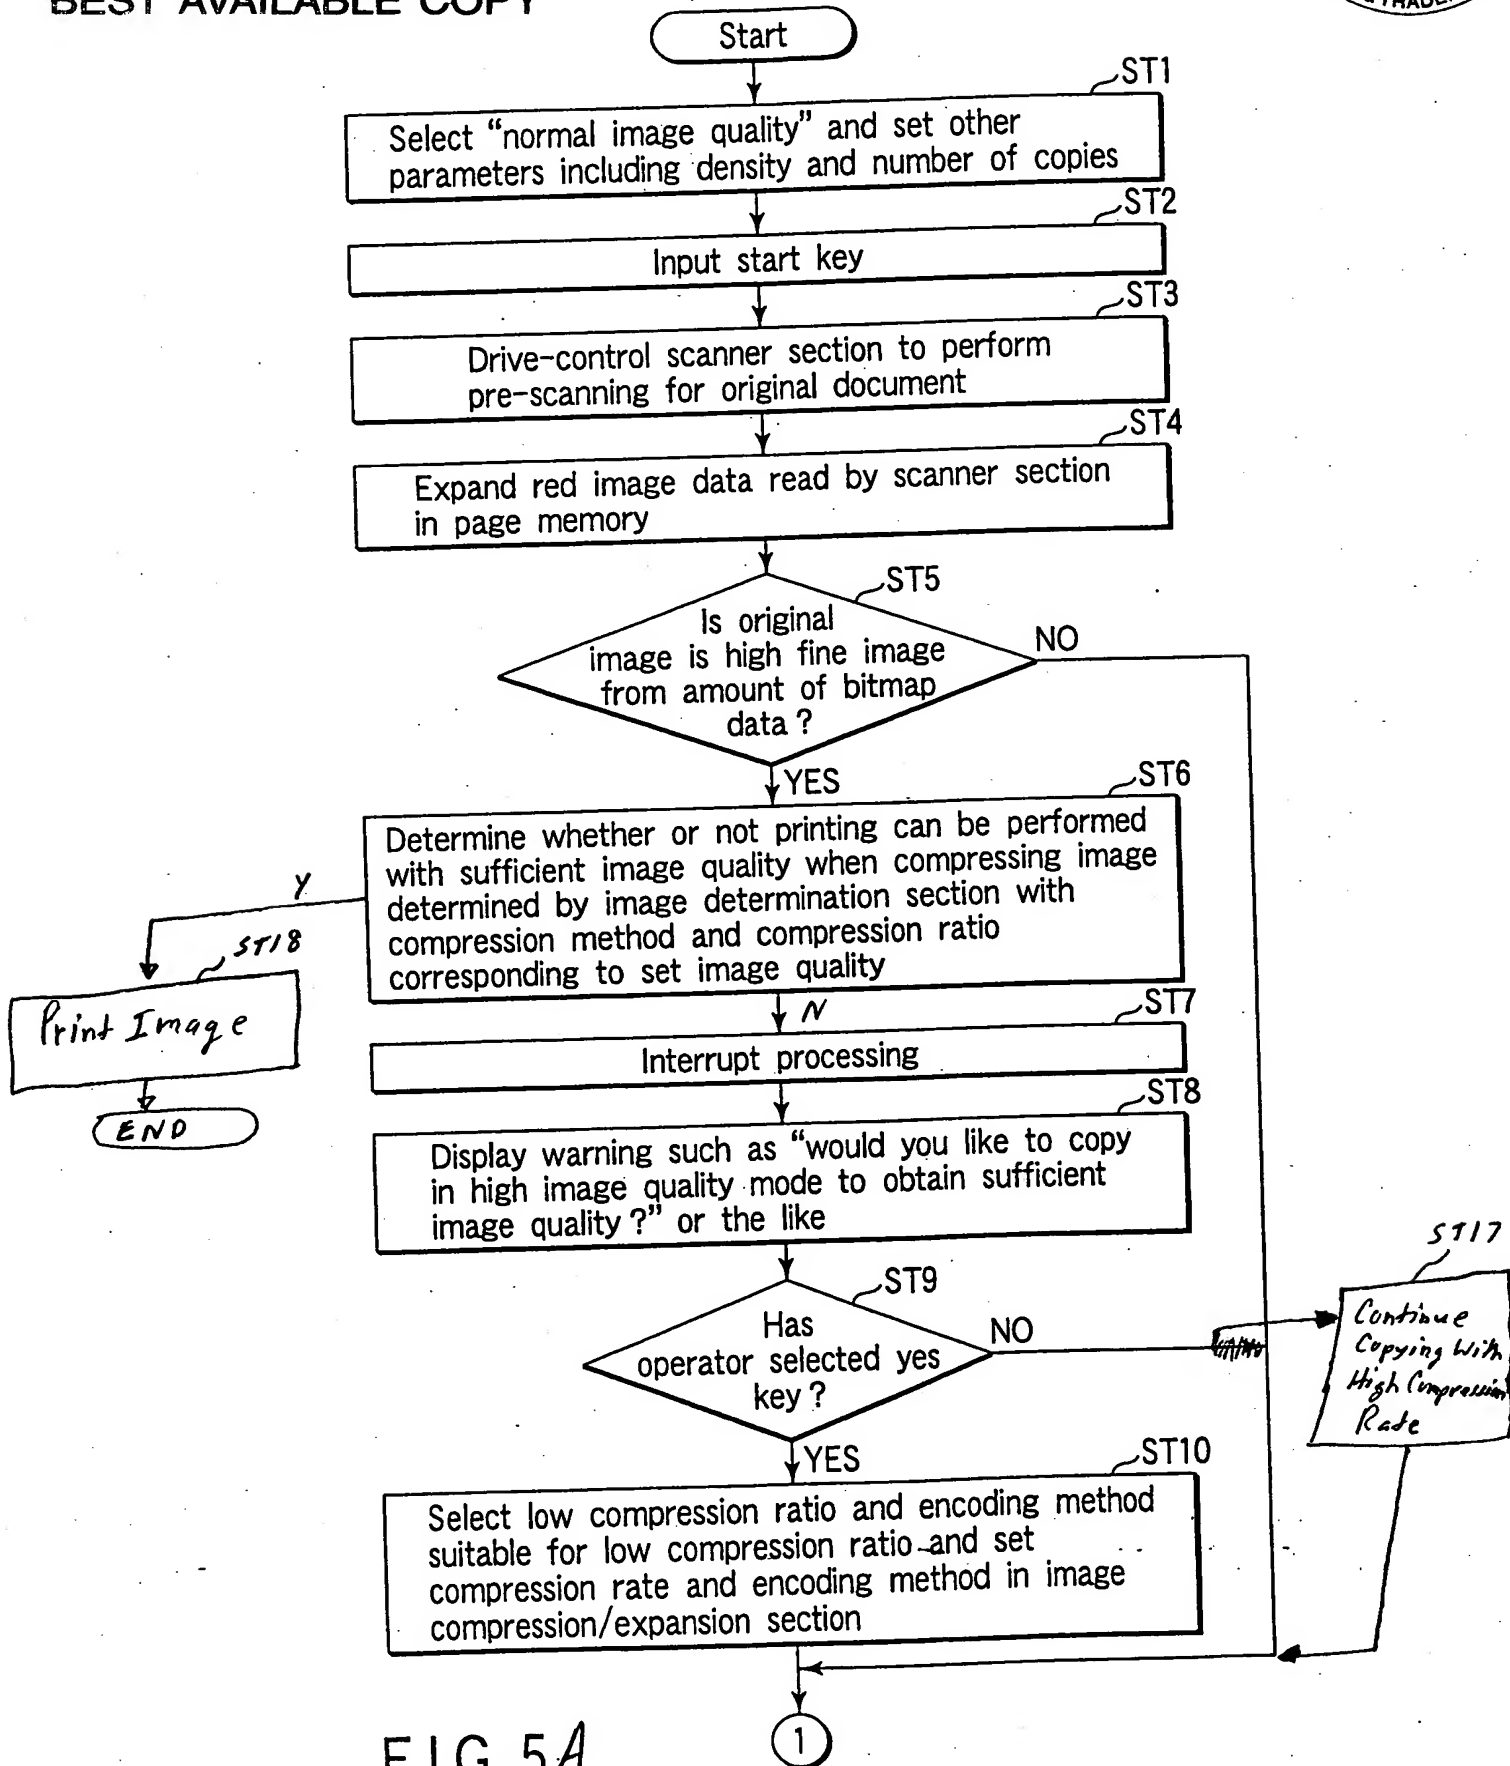 BEST AVAILABLE COPY
Start
ST1
Select “normal image quality” and set other
parameters including density and number of copies
ST2
Input start key
ST3
Drive-control scanner section to perform
pre-scanning for original document
ST4
Expand red image data read by scanner section
in page memory
ST5
Is original
image is high fine image
from amount of bitmap
data?
NO
YES
ST6
Determine whether or not printing can be performed
with sufficient image quality when compressing image
determined by image determination section with
compression method and compression ratio
corresponding to set image quality
Y
ST18
Print Image
END
N
ST7
Interrupt processing
ST8
Display warning such as “would you like to copy
in high image quality mode to obtain sufficient
image quality?” or the like
ST9
Has
operator selected yes
key?
NO
ST17
Continue
Copying With
High Compression
Rate
YES
ST10
Select low compression ratio and encoding method
suitable for low compression ratio and set
compression rate and encoding method in image
compression/expansion section
1
FIG. 5A